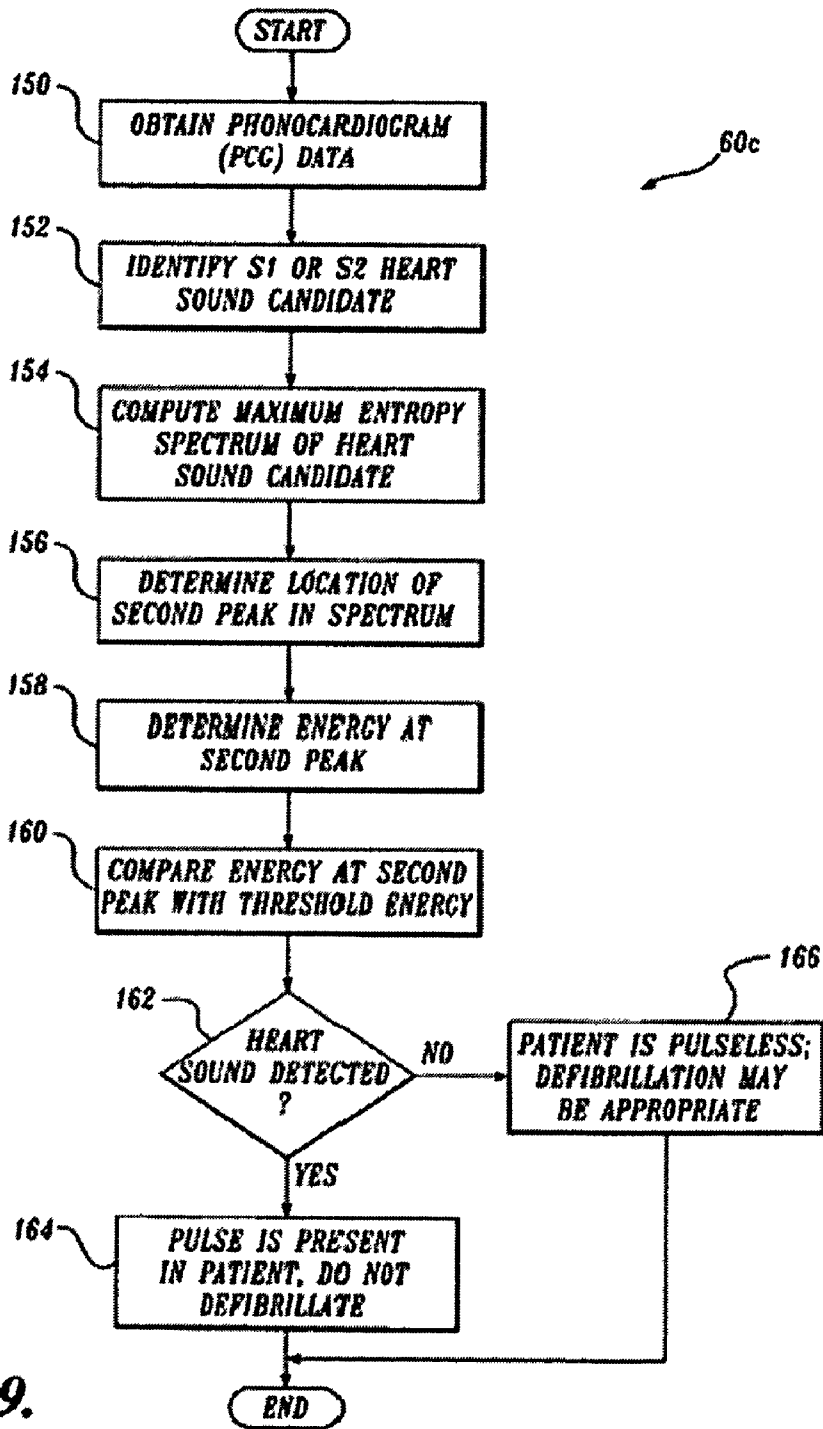 START
150
OBTAIN PHONOCARDIOGRAM
(PCG) DATA
60c
152
IDENTIFY S1 OR S2 HEART
SOUND CANDIDATE
154
COMPUTE MAXIMUM ENTROPY
SPECTRUM OF HEART
SOUND CANDIDATE
156
DETERMINE LOCATION OF
SECOND PEAK IN SPECTRUM
158
DETERMINE ENERGY AT
SECOND PEAK
160
COMPARE ENERGY AT SECOND
PEAK WITH THRESHOLD ENERGY
162
HEART
SOUND DETECTED
?
NO
166
PATIENT IS PULSELESS;
DEFIBRILLATION MAY
BE APPROPRIATE
YES
164
PULSE IS PRESENT
IN PATIENT. DO NOT
DEFIBRILLATE
9.
END